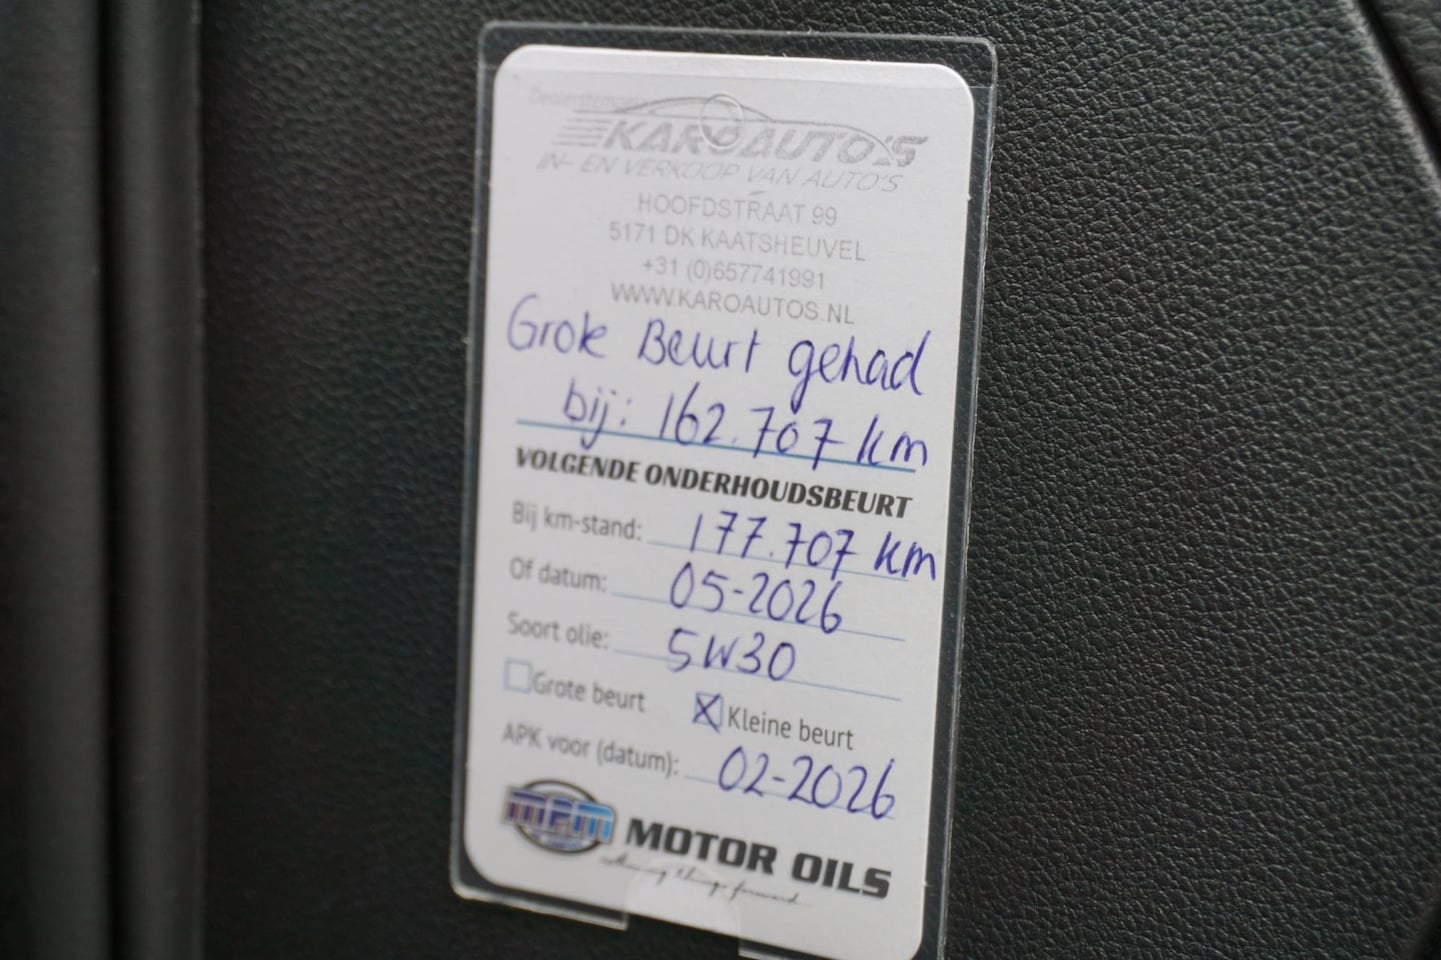 Dealerstempel:
KAROAUTO'S
IN- EN VERKOOP VAN AUTO'S
HOOFDSTRAAT 99
5171 DK KAATSHEUVEL
+31 (0)657741991
WWW.KAROAUTOS.NL
Grote Beurt gehad
bij: 162.707 km
VOLGENDE ONDERHOUDSBEURT
Bij km-stand: 177.707 km
Of datum: 05-2026
Soort olie: 5W30
Grote beurt Kleine beurt
APK voor (datum): 02-2026
MPM MOTOR OILS